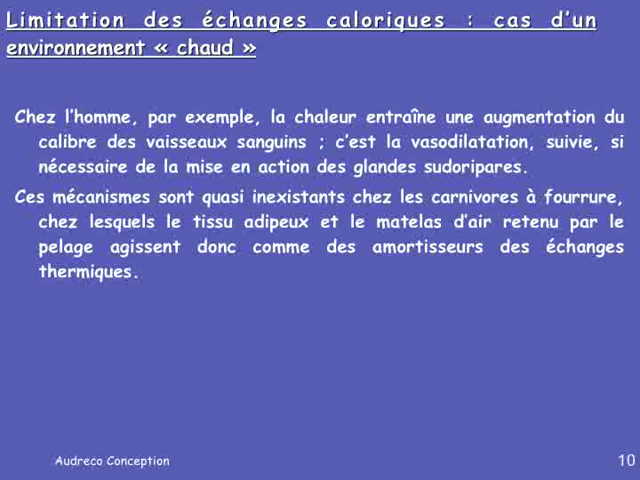 Limitation des échanges caloriques : cas d’un
environnement « chaud »
Chez l’homme, par exemple, la chaleur entraîne une augmentation du
calibre des vaisseaux sanguins ; c’est la vasodilatation, suivie, si
nécessaire de la mise en action des glandes sudoripares.
Ces mécanismes sont quasi inexistants chez les carnivores à fourrure,
chez lesquels le tissu adipeux et le matelas d’air retenu par le
pelage agissent donc comme des amortisseurs des échanges
thermiques.
Audreco Conception
10